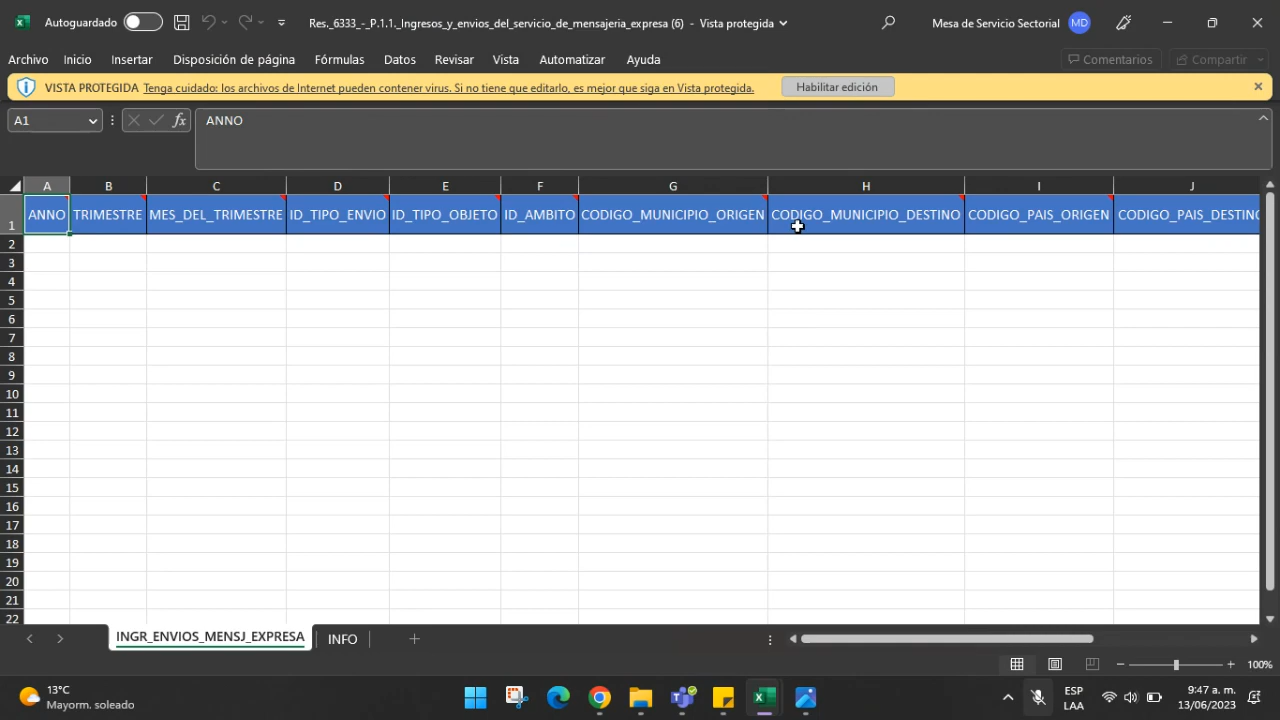 Autoguardado
Res._6333_-_P.1.1._Ingresos_y_envios_del_servicio_de_mensajeria_expresa (6) - Vista protegida
Mesa de Servicio Sectorial
MD
Archivo Inicio Insertar Disposición de página Fórmulas Datos Revisar Vista Automatizar Ayuda
Comentarios Compartir
VISTA PROTEGIDA Tenga cuidado: los archivos de Internet pueden contener virus. Si no tiene que editarlo, es mejor que siga en Vista protegida. Habilitar edición
A1 fx ANNO
A B C D E F G H I J
1 ANNO TRIMESTRE MES_DEL_TRIMESTRE ID_TIPO_ENVIO ID_TIPO_OBJETO ID_AMBITO CODIGO_MUNICIPIO_ORIGEN CODIGO_MUNICIPIO_DESTINO CODIGO_PAIS_ORIGEN CODIGO_PAIS_DESTINO
2
3
4
5
6
7
8
9
10
11
12
13
14
15
16
17
18
19
20
21
22
INGR_ENVIOS_MENSJ_EXPRESA INFO
100%
13°C
Mayorm. soleado
ESP
LAA
9:47 a. m.
13/06/2023